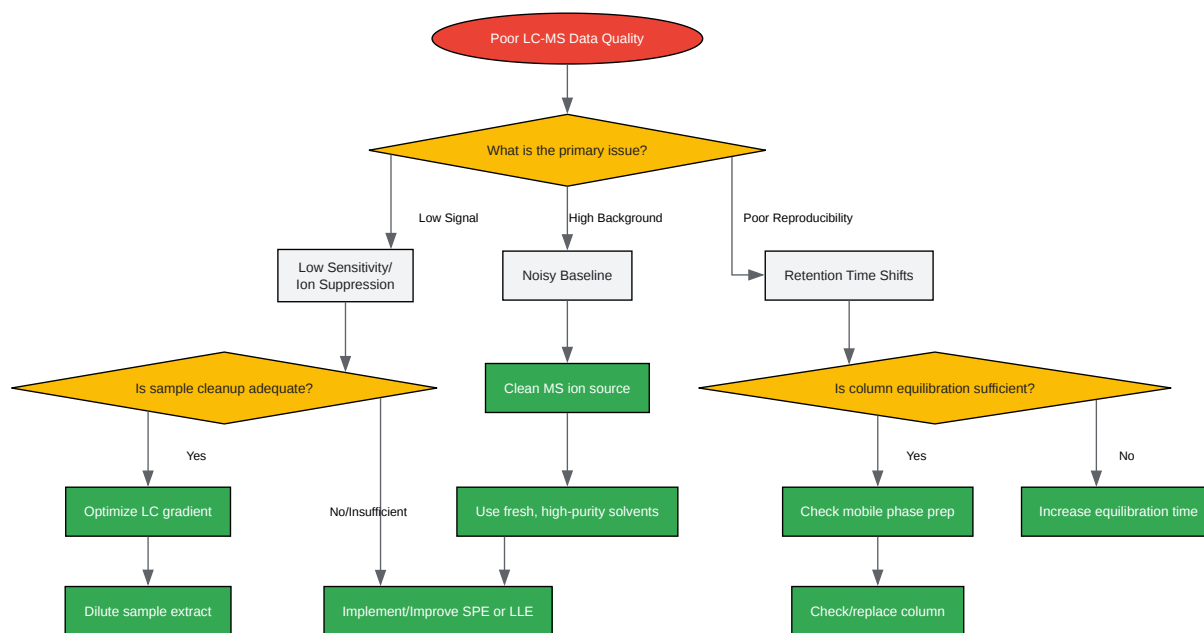 Poor LC-MS Data Quality
What is the primary issue?
Low Signal
High Background
Poor Reproducibility
Low Sensitivity/
Ion Suppression
Noisy Baseline
Retention Time Shifts
Is sample cleanup adequate?
Clean MS ion source
Is column equilibration sufficient?
Yes
Yes
No
Optimize LC gradient
No/Insufficient
Use fresh, high-purity solvents
Check mobile phase prep
Increase equilibration time
Dilute sample extract
Implement/Improve SPE or LLE
Check/replace column